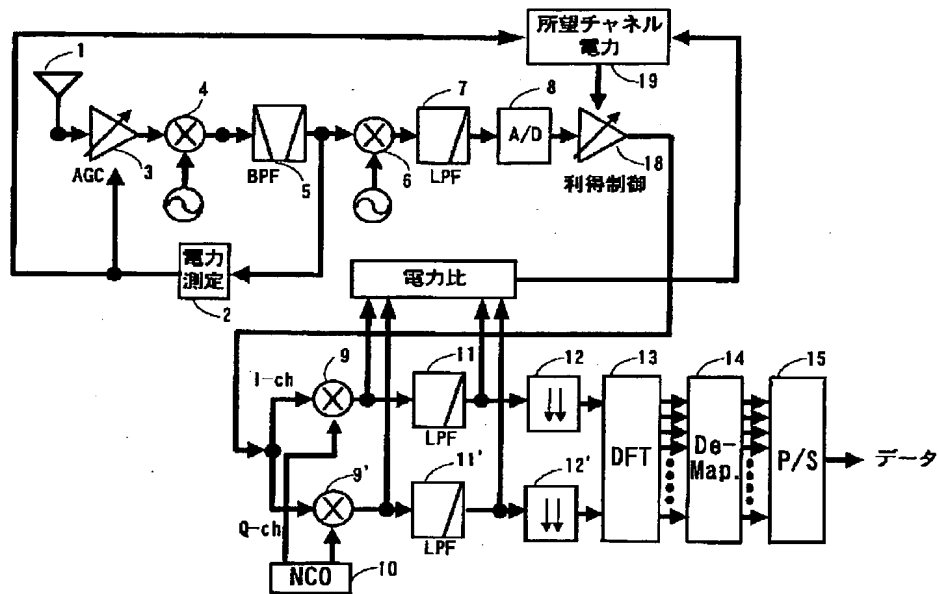 所望チャネル
電力
19
1
4
7
8
A/D
AGC
3
BPF
5
6
LPF
18
利得制御
電力
測定
2
電力比
I-ch
9
11
LPF
12
13
14
15
DFT
De-
Map.
P/S
データ
Q-ch
9'
11'
LPF
12'
NCO
10